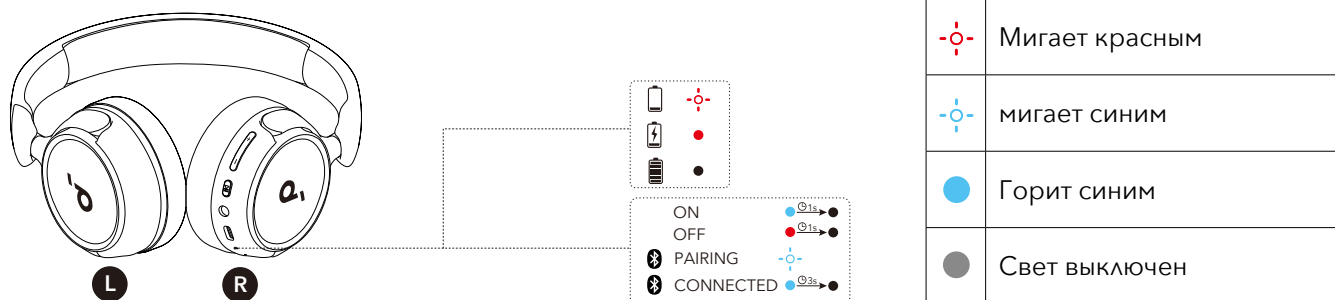 L
R
ON 1s
OFF 1s
PAIRING
CONNECTED 3s
Мигает красным
мигает синим
Горит синим
Свет выключен